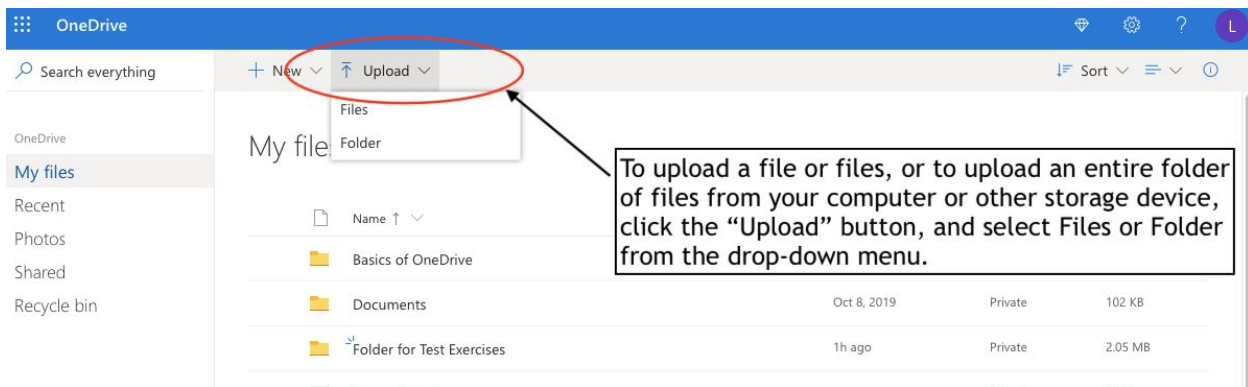 OneDrive
?
L
Search everything
+ New
Upload
Sort
Files
Folder
OneDrive
My file
My files
Recent
Photos
Shared
Recycle bin
To upload a file or files, or to upload an entire folder
of files from your computer or other storage device,
click the “Upload” button, and select Files or Folder
from the drop-down menu.
Name ↑
Basics of OneDrive
Documents Oct 8, 2019 Private 102 KB
Folder for Test Exercises 1h ago Private 2.05 MB